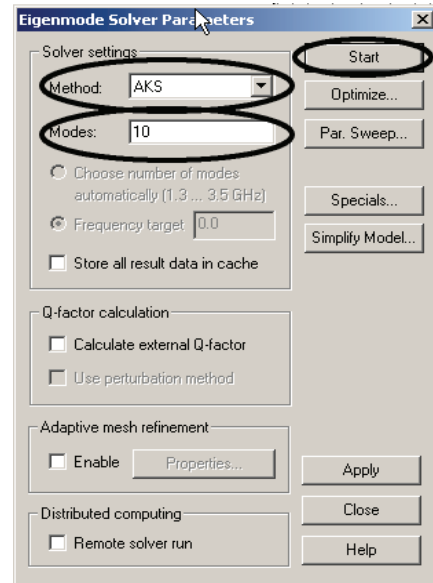 Eigenmode Solver Parameters
Solver settings
Method: AKS
Modes: 10
Choose number of modes
automatically (1.3 ... 3.5 GHz)
Frequency target 0.0
Store all result data in cache
Q-factor calculation
Calculate external Q-factor
Use perturbation method
Adaptive mesh refinement
Enable Properties...
Distributed computing
Remote solver run
Start
Optimize...
Par. Sweep...
Specials...
Simplify Model...
Apply
Close
Help